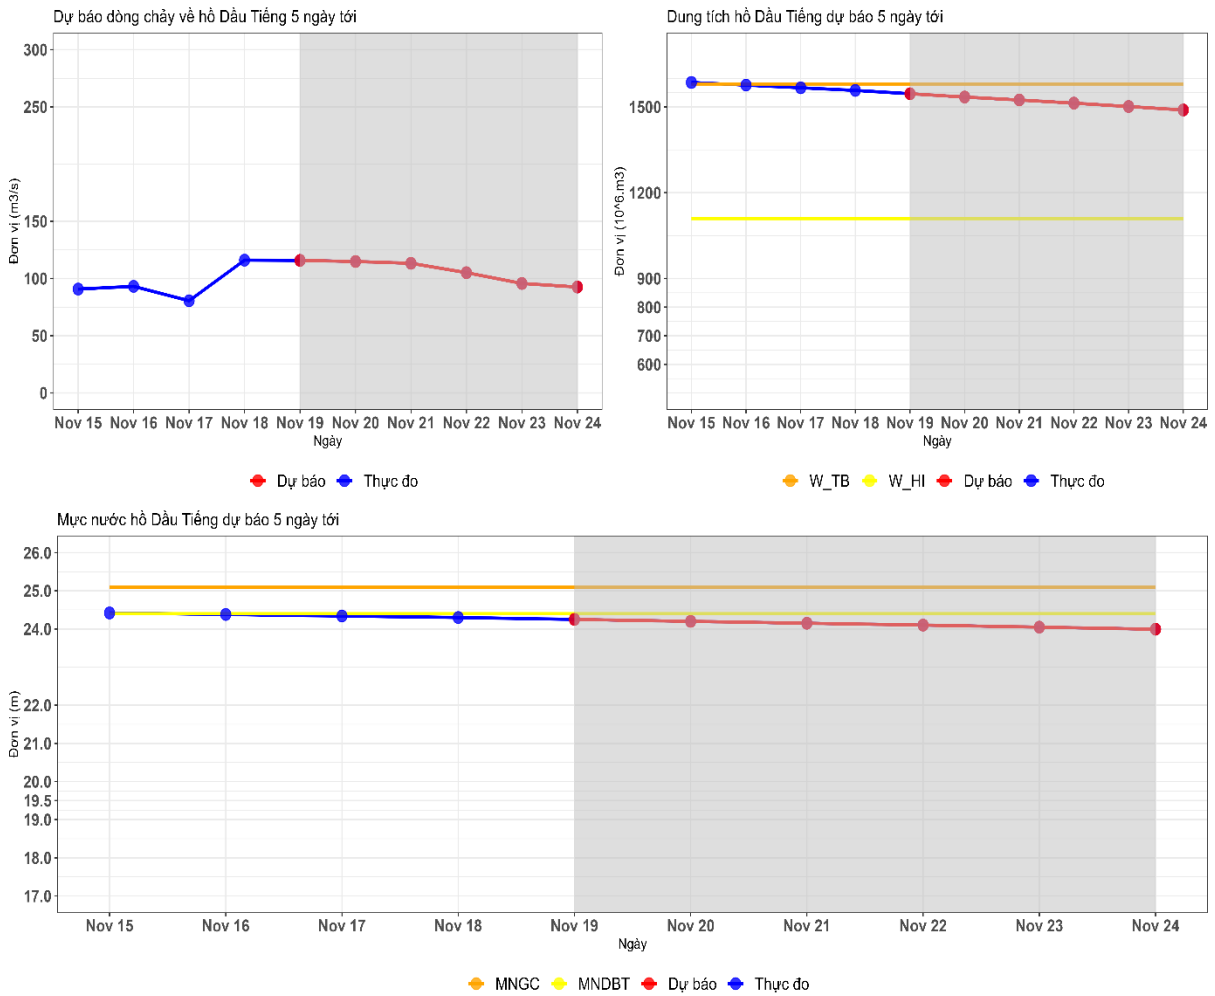 Dự báo dòng chảy về hồ Dầu Tiếng 5 ngày tới
300
250
150
100
50
0
Đơn vị (m3/s)
Nov 15 Nov 16 Nov 17 Nov 18 Nov 19 Nov 20 Nov 21 Nov 22 Nov 23 Nov 24
Ngày
Dự báo Thực đo
Dung tích hồ Dầu Tiếng dự báo 5 ngày tới
1500
1200
900
800
700
600
Đơn vị (10^6.m3)
Nov 15 Nov 16 Nov 17 Nov 18 Nov 19 Nov 20 Nov 21 Nov 22 Nov 23 Nov 24
Ngày
W_TB W_HI Dự báo Thực đo
Mực nước hồ Dầu Tiếng dự báo 5 ngày tới
26.0
25.0
24.0
22.0
21.0
20.0
19.5
19.0
18.0
17.0
Đơn vị (m)
Nov 15 Nov 16 Nov 17 Nov 18 Nov 19 Nov 20 Nov 21 Nov 22 Nov 23 Nov 24
Ngày
MNGC MNDBT Dự báo Thực đo